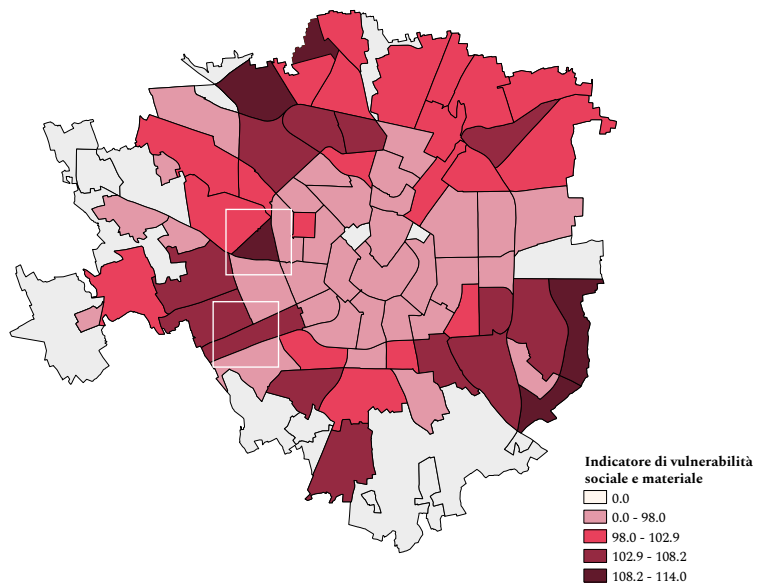 Indicatore di vulnerabilità
sociale e materiale
0.0
0.0 - 98.0
98.0 - 102.9
102.9 - 108.2
108.2 - 114.0